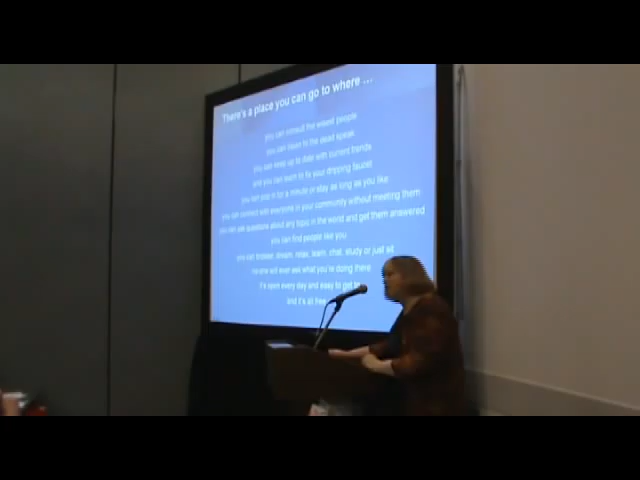 There's a place you can go to where ...
you can consult the wisest people
you can listen to the dead speak
you can keep up to date with current trends
and you can learn to fix your dripping faucet
you can pop in for a minute or stay as long as you like
you can connect with everyone in your community without meeting them
you can ask questions about any topic in the world and get them answered
you can find people like you
you can browse, dream, relax, learn, chat, study or just sit
no-one will even ask what you're doing there
it's open every day and easy to get to
and it's all free